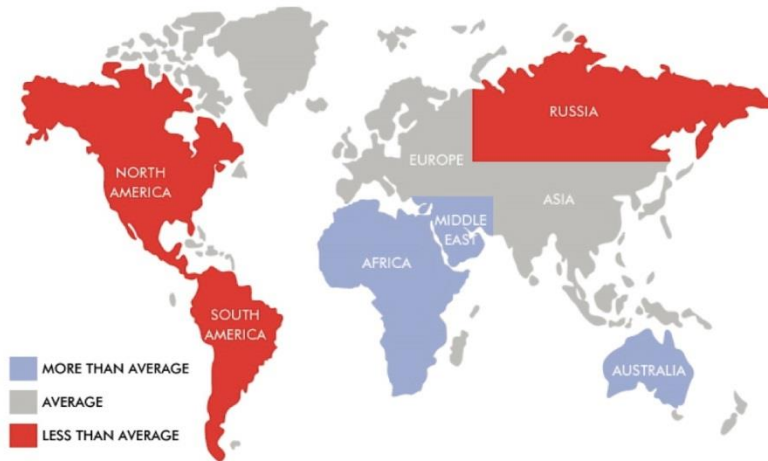 RUSSIA
EUROPE
NORTH
AMERICA
ASIA
MIDDLE
EAST
AFRICA
SOUTH
AMERICA
MORE THAN AVERAGE
AUSTRALIA
AVERAGE
LESS THAN AVERAGE